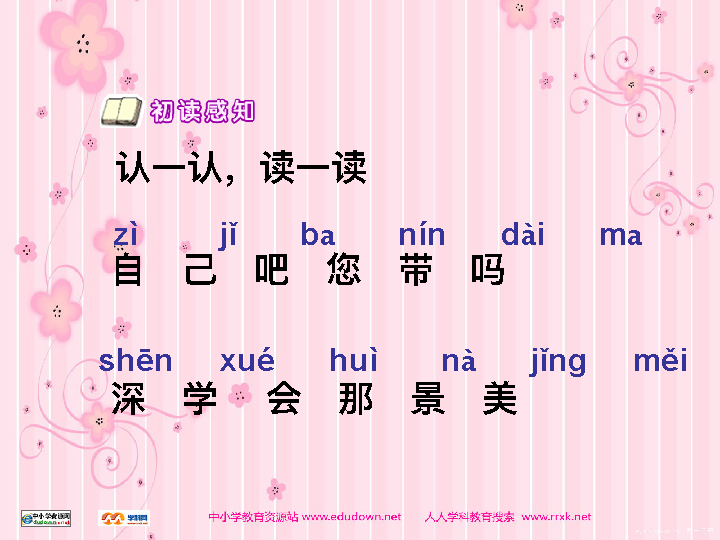 初读感知
认一认，读一读
zì jǐ ba nín dài ma
自 己 吧 您 带 吗
shēn xué huì nà jǐng měi
深 学 会 那 景 美
中小学教育资源站 www.edudown.net 人人学科教育搜索 www.rrxk.net